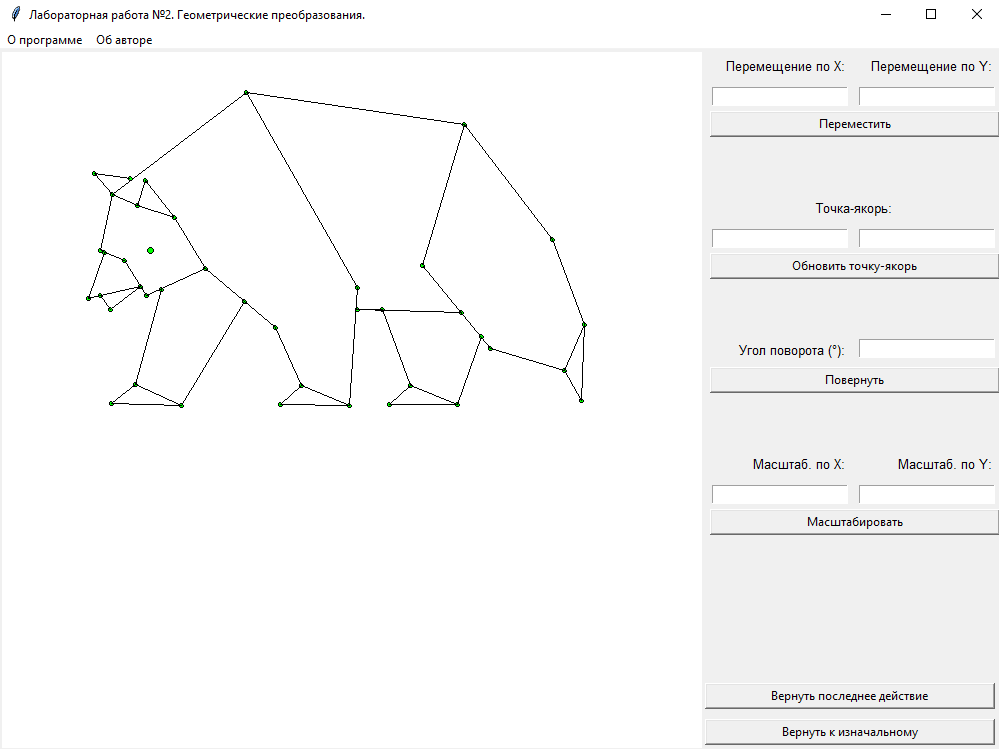 Лабораторная работа №2. Геометрические преобразования.
О программе Об авторе
Перемещение по X: Перемещение по Y:
Переместить
Точка-якорь:
Обновить точку-якорь
Угол поворота (°):
Повернуть
Масштаб. по X: Масштаб. по Y:
Масштабировать
Вернуть последнее действие
Вернуть к изначальному